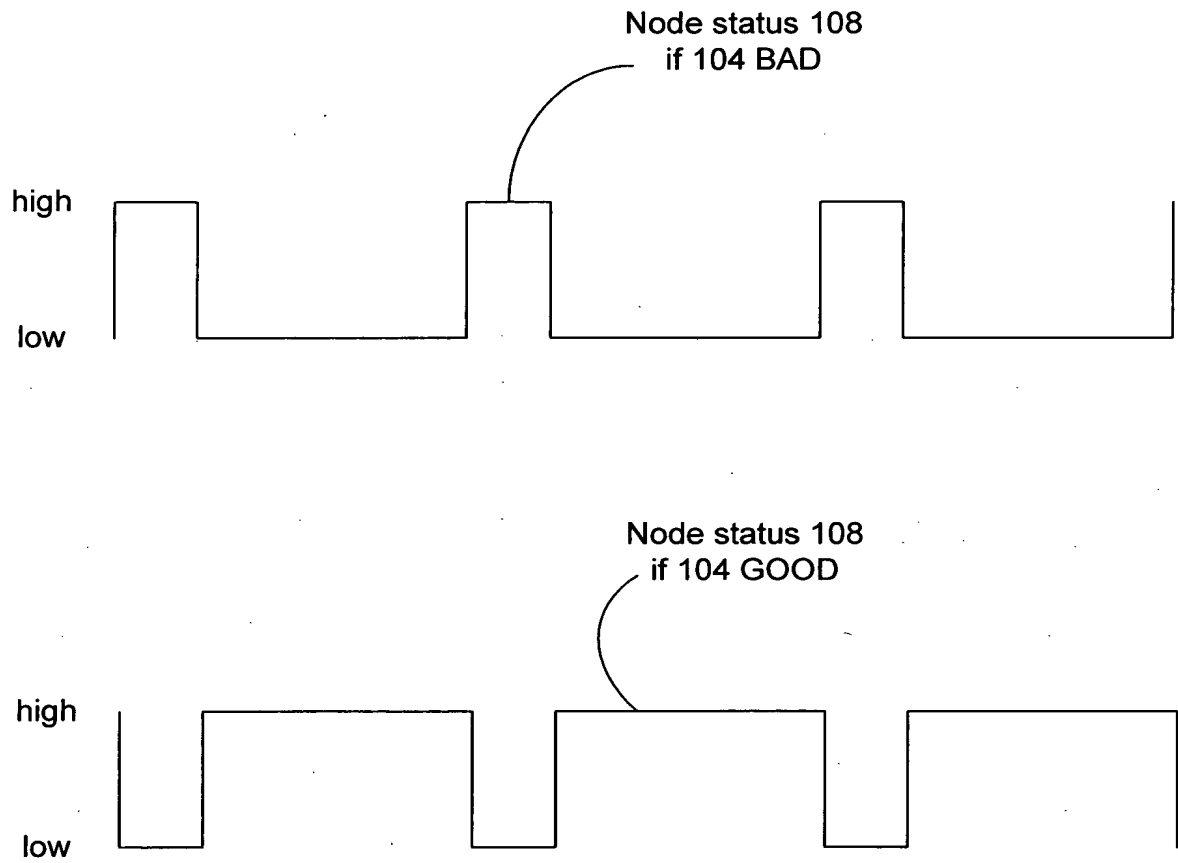 Node status 108
if 104 BAD
high
low
Node status 108
if 104 GOOD
high
low